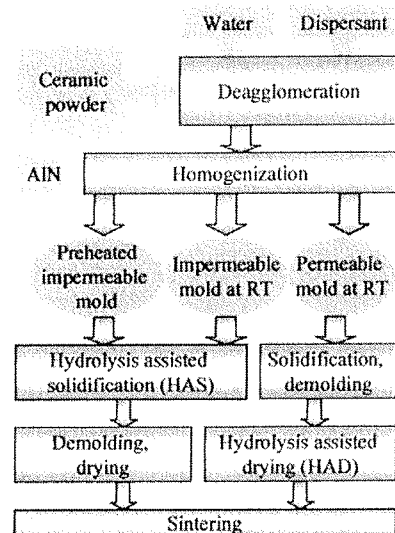 Water Dispersant
Ceramic
powder
Deagglomeration
AlN
Homogenization
Preheated
impermeable
mold
Impermeable
mold at RT
Permeable
mold at RT
Hydrolysis assisted
solidification (HAS)
Solidification,
demolding
Demolding,
drying
Hydrolysis assisted
drying (HAD)
Sintering